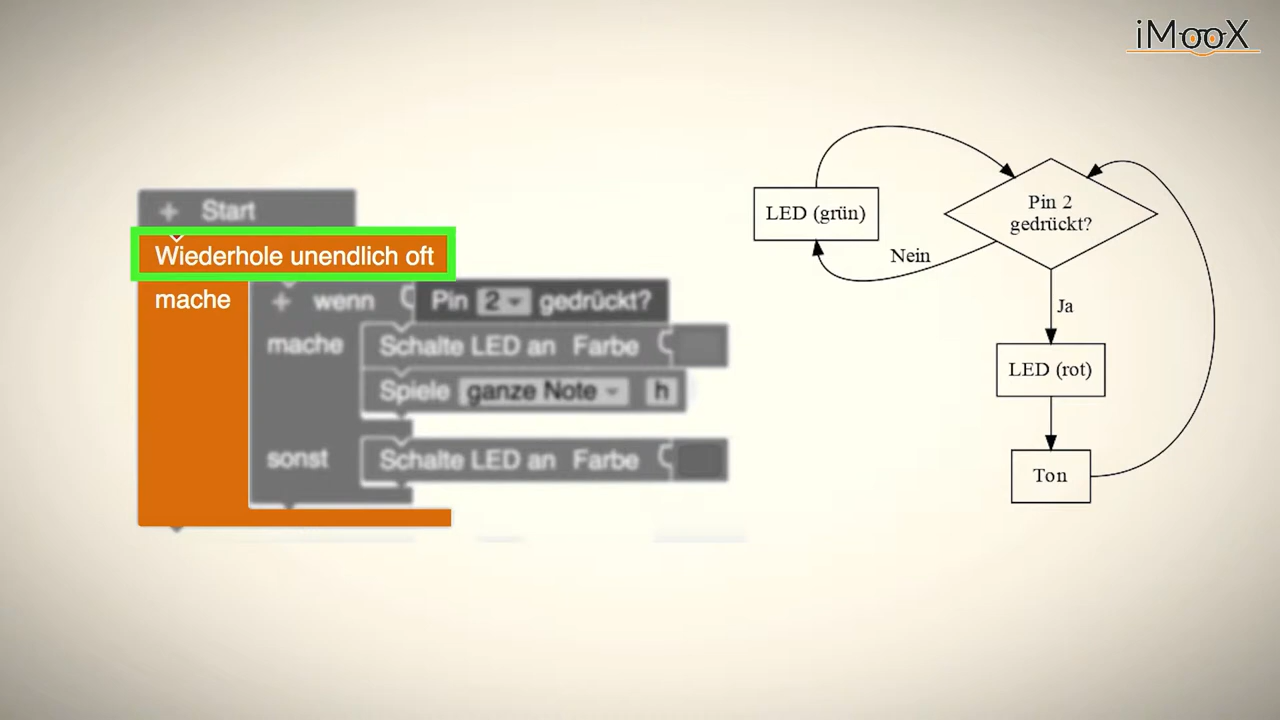 iMooX
+ Start
Wiederhole unendlich oft
mache
+ wenn Pin 2 gedrückt?
mache Schalte LED an Farbe
Spiele ganze Note h
sonst Schalte LED an Farbe
LED (grün)
Pin 2
gedrückt?
Nein
Ja
LED (rot)
Ton